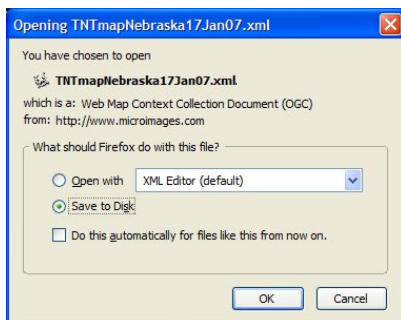 Opening TNTmapNebraska17Jan07.xml
You have chosen to open
TNTmapNebraska17Jan07.xml
which is a: Web Map Context Collection Document (OGC)
from: http://www.microimages.com
What should Firefox do with this file?
Open with XML Editor (default)
Save to Disk
Do this automatically for files like this from now on.
OK Cancel